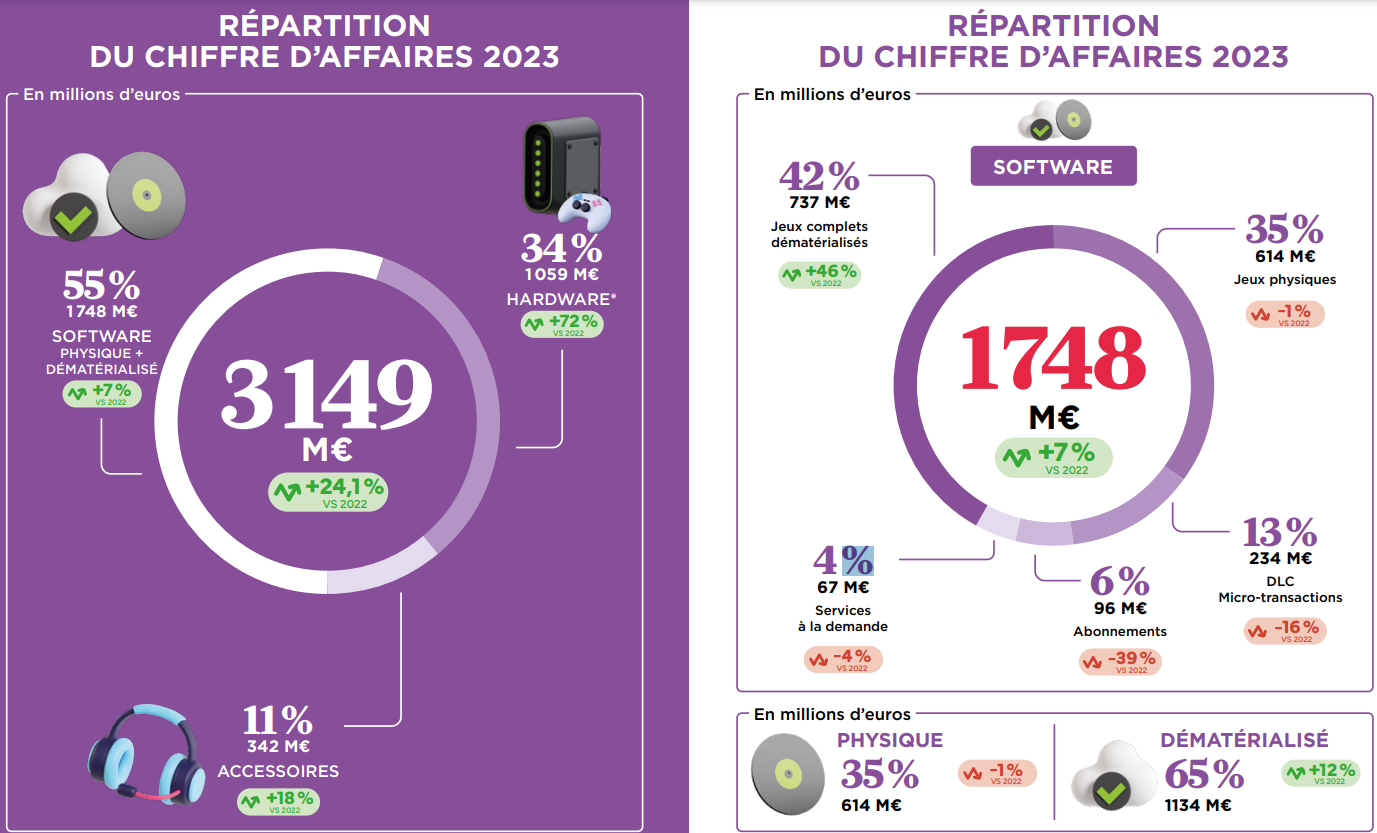 RÉPARTITION
DU CHIFFRE D'AFFAIRES 2023
En millions d'euros
55%
1748 M€
SOFTWARE
PHYSIQUE +
DÉMATÉRIALISÉ
+7%
VS 2022
34%
1059 M€
HARDWARE*
+72%
VS 2022
3149
M€
+24,1%
VS 2022
11%
342 M€
ACCESSOIRES
+18%
VS 2022
RÉPARTITION
DU CHIFFRE D'AFFAIRES 2023
En millions d'euros
SOFTWARE
42%
737 M€
Jeux complets
dématérialisés
+46%
VS 2022
35%
614 M€
Jeux physiques
-1%
VS 2022
1748
M€
+7%
VS 2022
4%
67 M€
Services
à la demande
-4%
VS 2022
6%
96 M€
Abonnements
-39%
VS 2022
13%
234 M€
DLC
Micro-transactions
-16%
VS 2022
En millions d'euros
PHYSIQUE
35%
614 M€
-1%
VS 2022
DÉMATÉRIALISÉ
65%
1134 M€
+12%
VS 2022